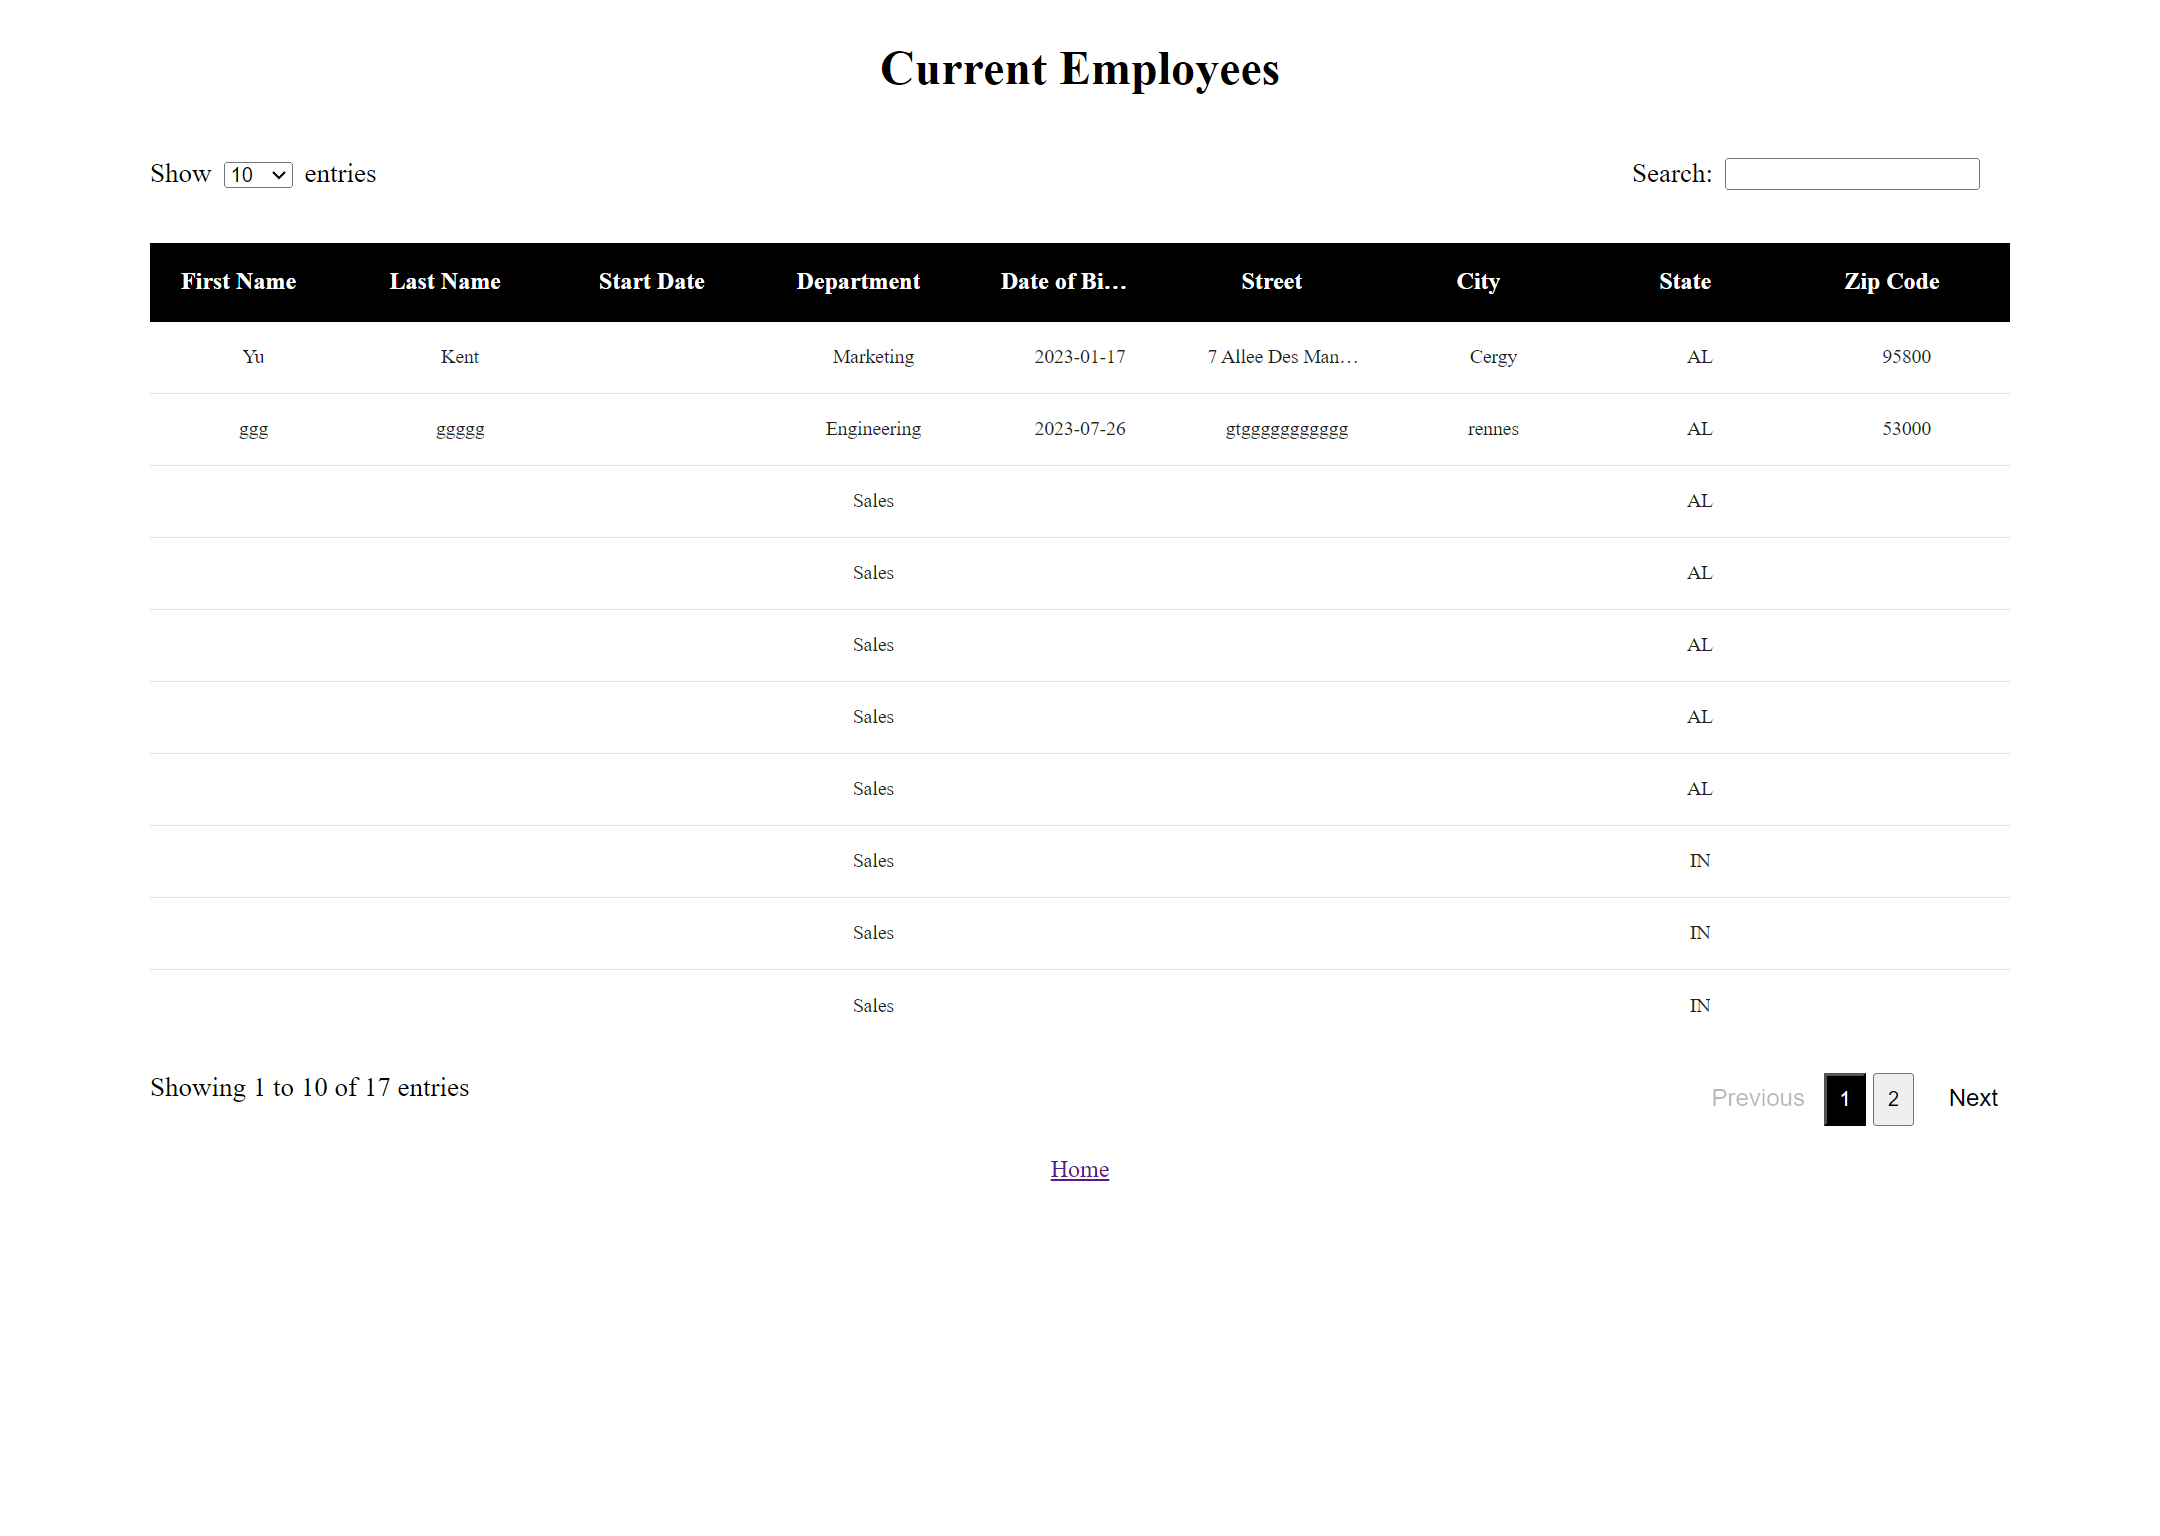 Current Employees
Show 10 entries Search:
First Name Last Name Start Date Department Date of Bi… Street City State Zip Code
Yu Kent Marketing 2023-01-17 7 Allee Des Man… Cergy AL 95800
ggg ggggg Engineering 2023-07-26 gtggggggggggg rennes AL 53000
Sales AL
Sales AL
Sales AL
Sales AL
Sales AL
Sales IN
Sales IN
Sales IN
Showing 1 to 10 of 17 entries Previous 1 2 Next
Home